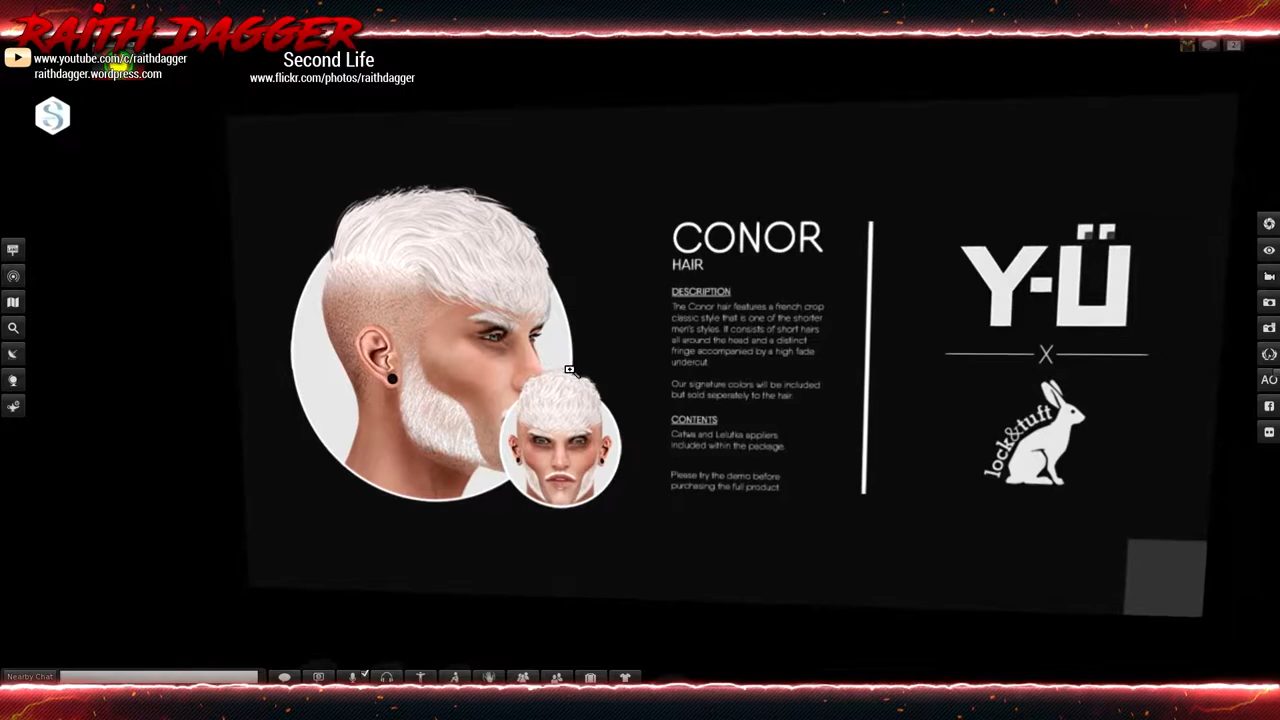 RAITH DAGGER
www.youtube.com/c/raithdagger
raithdagger.wordpress.com
Second Life
www.flickr.com/photos/raithdagger
CONOR
HAIR
DESCRIPTION
The Conor hair features a french crop
classic style that is one of the shorter
men's styles. It consists of short hairs
all around the head and a distinct
fringe accompanied by a high fade
undercut.
Our signature colors will be included
but sold seperately to the hair.
CONTENTS
Catwa and Lelutka appliers
included within the package.
Please try the demo before
purchasing the full product
Y-Ü
X
lock&tuft
AO
Nearby Chat